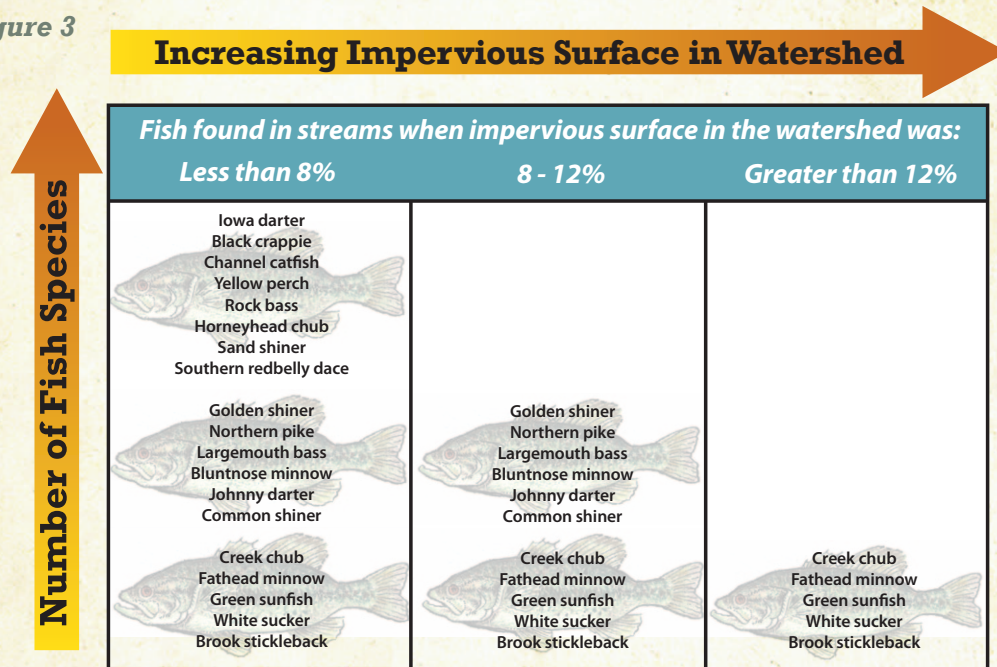 gure 3
Increasing Impervious Surface in Watershed
Number of Fish Species
Fish found in streams when impervious surface in the watershed was:
Less than 8%
8 - 12%
Greater than 12%
Iowa darter
Black crappie
Channel catfish
Yellow perch
Rock bass
Horneyhead chub
Sand shiner
Southern redbelly dace
Golden shiner
Northern pike
Largemouth bass
Bluntnose minnow
Johnny darter
Common shiner
Creek chub
Fathead minnow
Green sunfish
White sucker
Brook stickleback
Golden shiner
Northern pike
Largemouth bass
Bluntnose minnow
Johnny darter
Common shiner
Creek chub
Fathead minnow
Green sunfish
White sucker
Brook stickleback
Creek chub
Fathead minnow
Green sunfish
White sucker
Brook stickleback